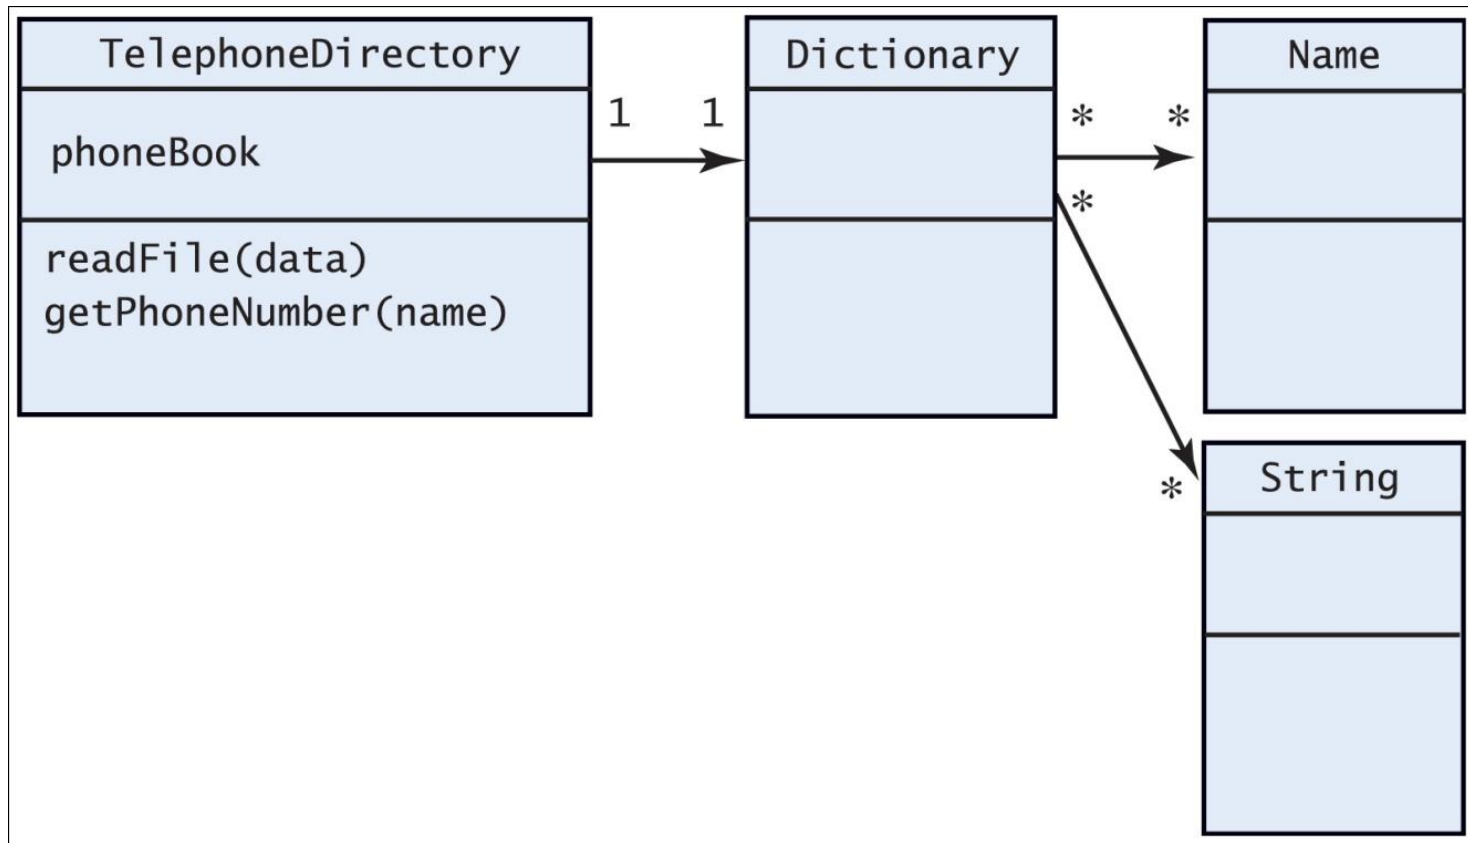 TelephoneDirectory
phoneBook
readFile(data)
getPhoneNumber(name)
1 1
Dictionary
* *
*
*
Name
String